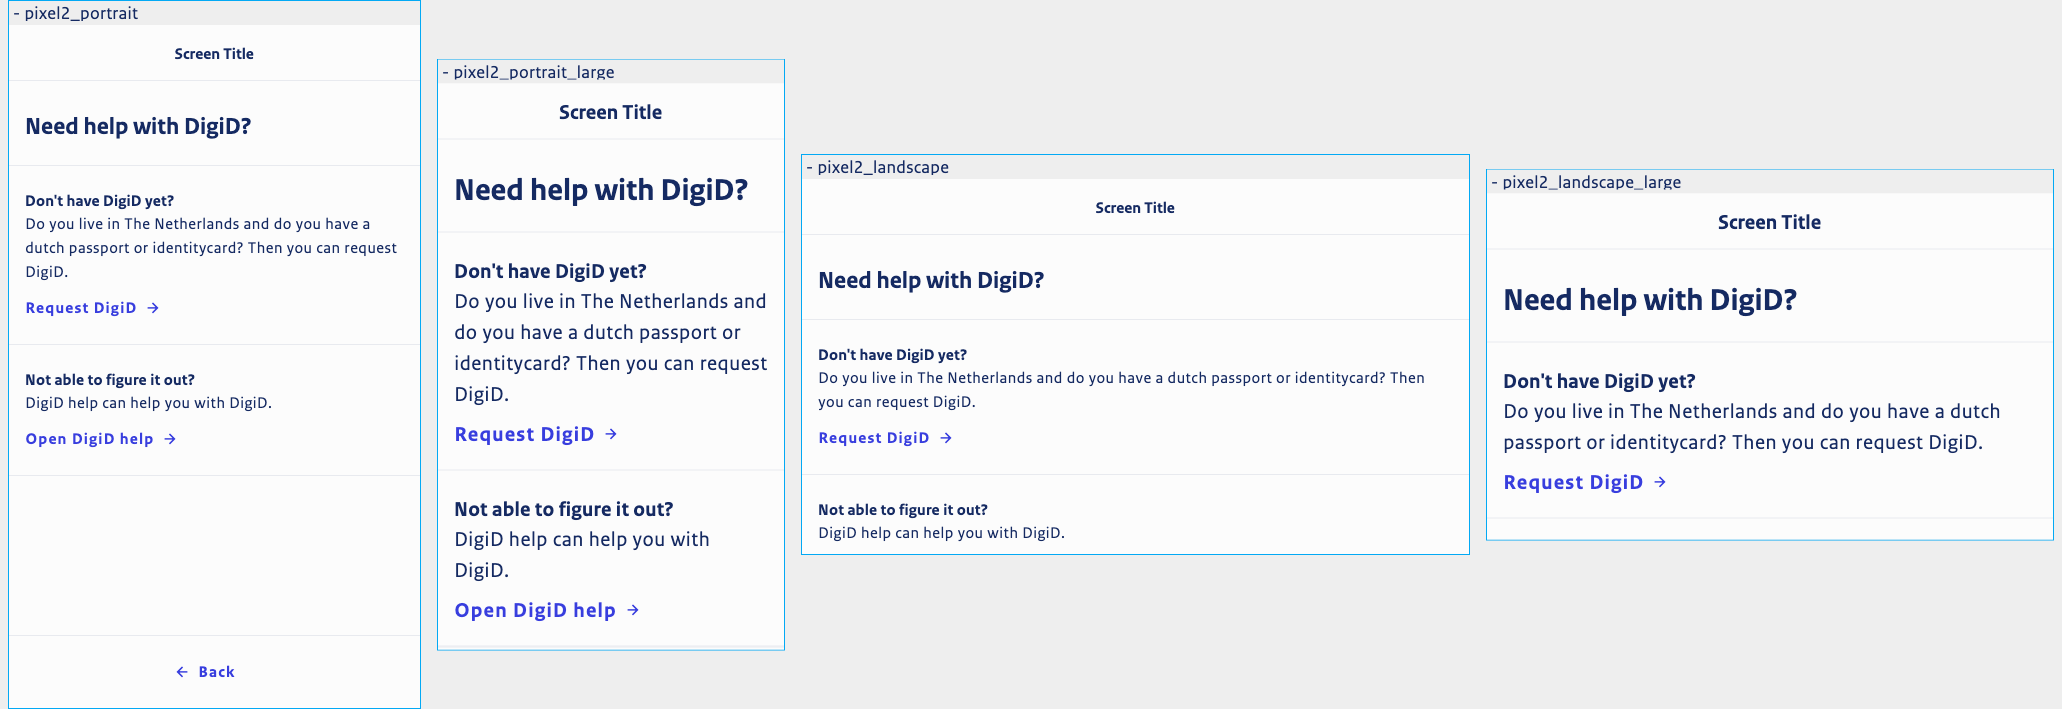 - pixel2_portrait
Screen Title
Need help with DigiD?
Don't have DigiD yet?
Do you live in The Netherlands and do you have a
dutch passport or identitycard? Then you can request
DigiD.
Request DigiD →
Not able to figure it out?
DigiD help can help you with DigiD.
Open DigiD help →
← Back
- pixel2_portrait_large
Screen Title
Need help with DigiD?
Don't have DigiD yet?
Do you live in The Netherlands and
do you have a dutch passport or
identitycard? Then you can request
DigiD.
Request DigiD →
Not able to figure it out?
DigiD help can help you with
DigiD.
Open DigiD help →
- pixel2_landscape
Screen Title
Need help with DigiD?
Don't have DigiD yet?
Do you live in The Netherlands and do you have a dutch passport or identitycard? Then
you can request DigiD.
Request DigiD →
Not able to figure it out?
DigiD help can help you with DigiD.
- pixel2_landscape_large
Screen Title
Need help with DigiD?
Don't have DigiD yet?
Do you live in The Netherlands and do you have a dutch
passport or identitycard? Then you can request DigiD.
Request DigiD →